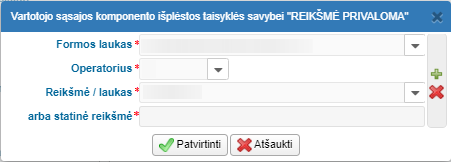 Vartotojo sąsajos komponento išplėstos taisyklės savybei "REIKŠMĖ PRIVALOMA"
Formos laukas *
Operatorius *
Reikšmė / laukas *
arba statinė reikšmė *
Patvirtinti Atšaukti